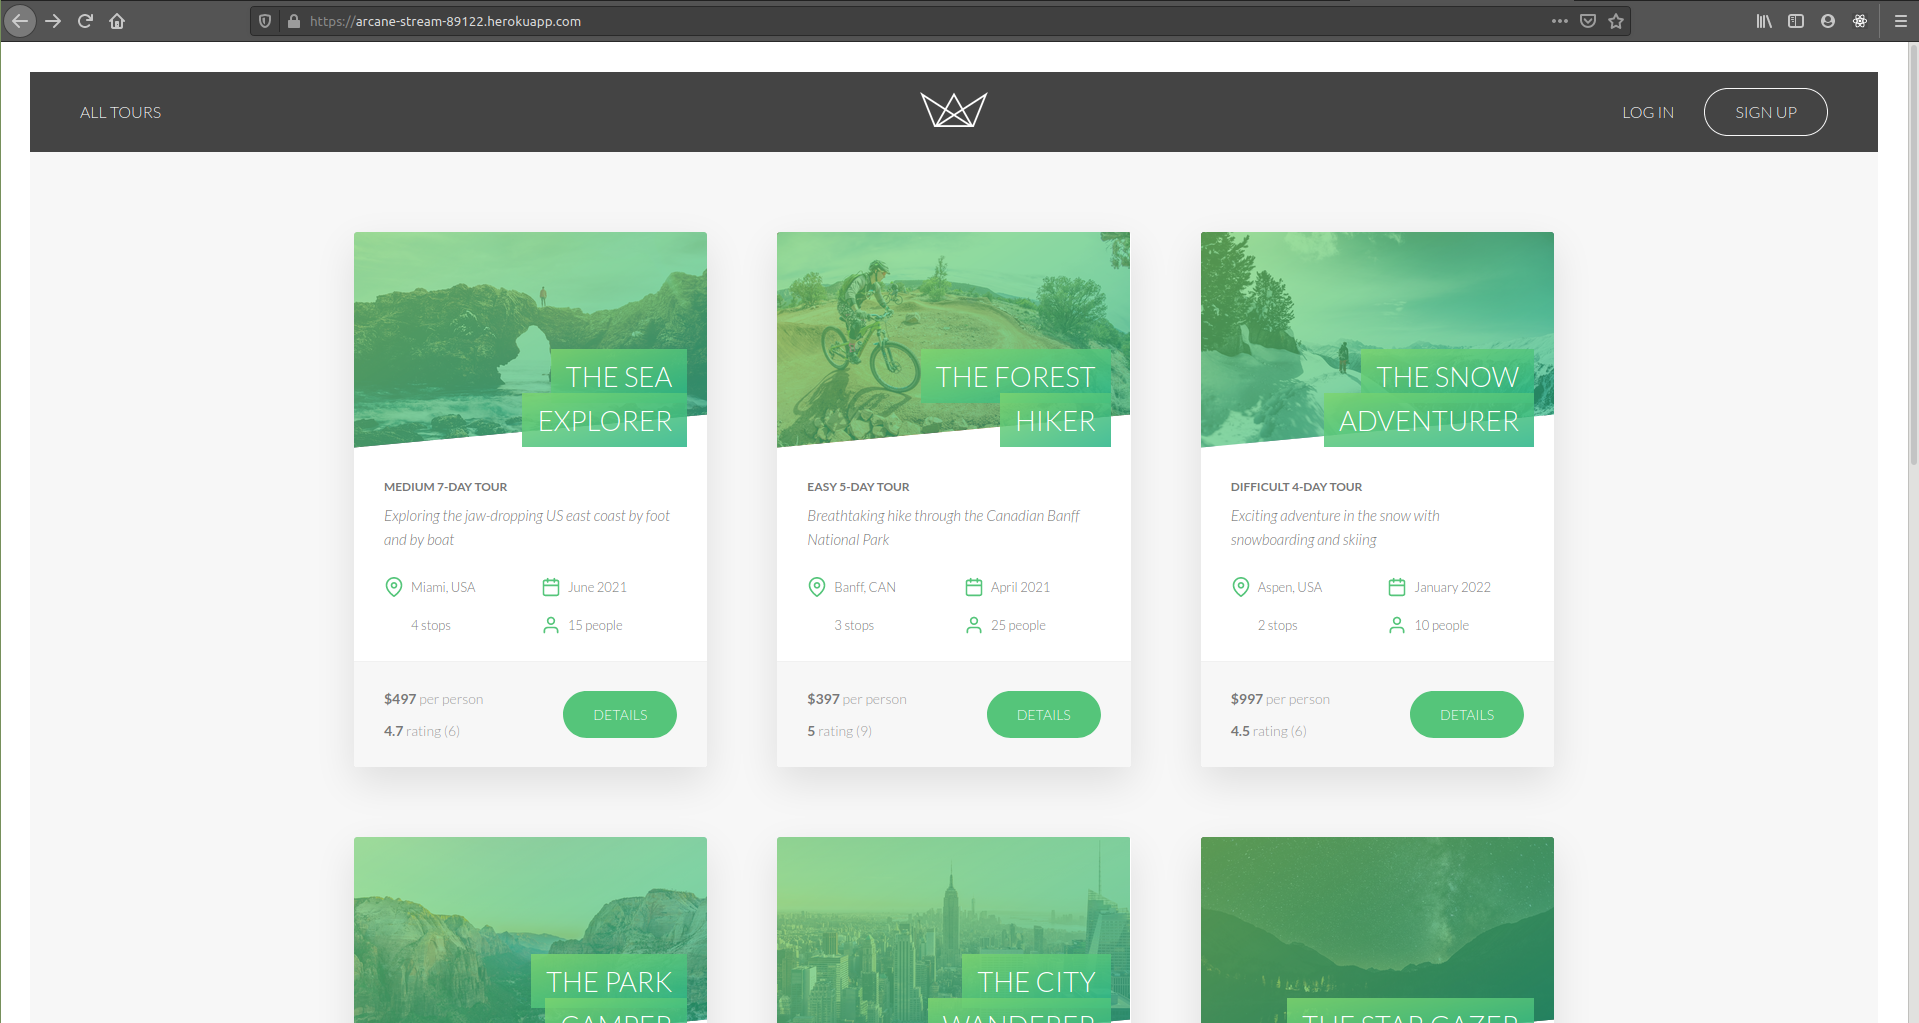 https://arcane-stream-89122.herokuapp.com
ALL TOURS
LOG IN
SIGN UP
THE SEA
EXPLORER
MEDIUM 7-DAY TOUR
Exploring the jaw-dropping US east coast by foot
and by boat
Miami, USA
June 2021
4 stops
15 people
$497 per person
4.7 rating (6)
DETAILS
THE FOREST
HIKER
EASY 5-DAY TOUR
Breathtaking hike through the Canadian Banff
National Park
Banff, CAN
April 2021
3 stops
25 people
$397 per person
5 rating (9)
DETAILS
THE SNOW
ADVENTURER
DIFFICULT 4-DAY TOUR
Exciting adventure in the snow with
snowboarding and skiing
Aspen, USA
January 2022
2 stops
10 people
$997 per person
4.5 rating (6)
DETAILS
THE PARK
CAMPER
THE CITY
WANDERER
THE STAR GAZER